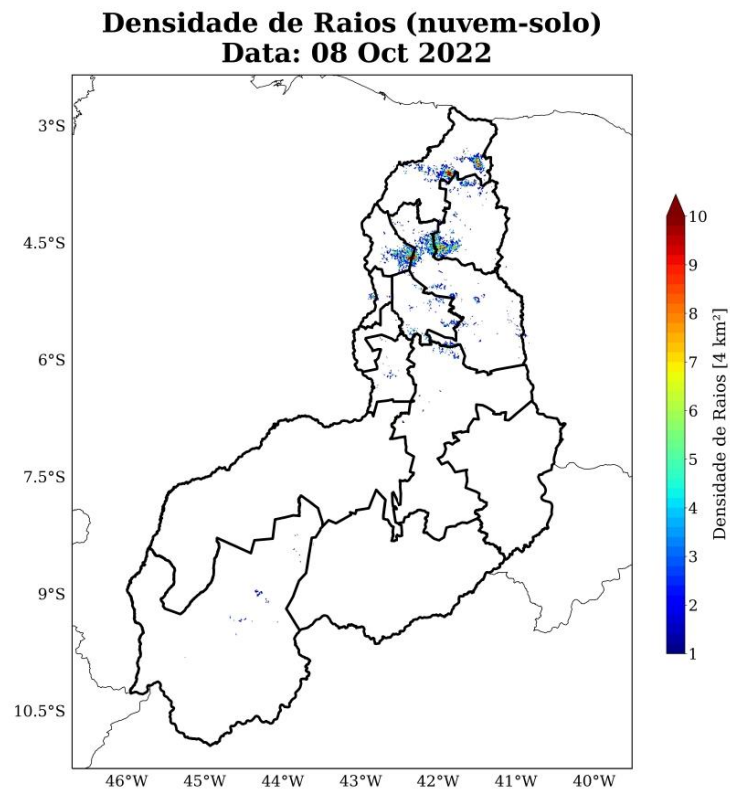 Densidade de Raios (nuvem-solo)
Data: 08 Oct 2022
3°S
4.5°S
6°S
7.5°S
9°S
10.5°S
46°W 45°W 44°W 43°W 42°W 41°W 40°W
10
9
8
7
6
5
4
3
2
1
Densidade de Raios [4 km²]